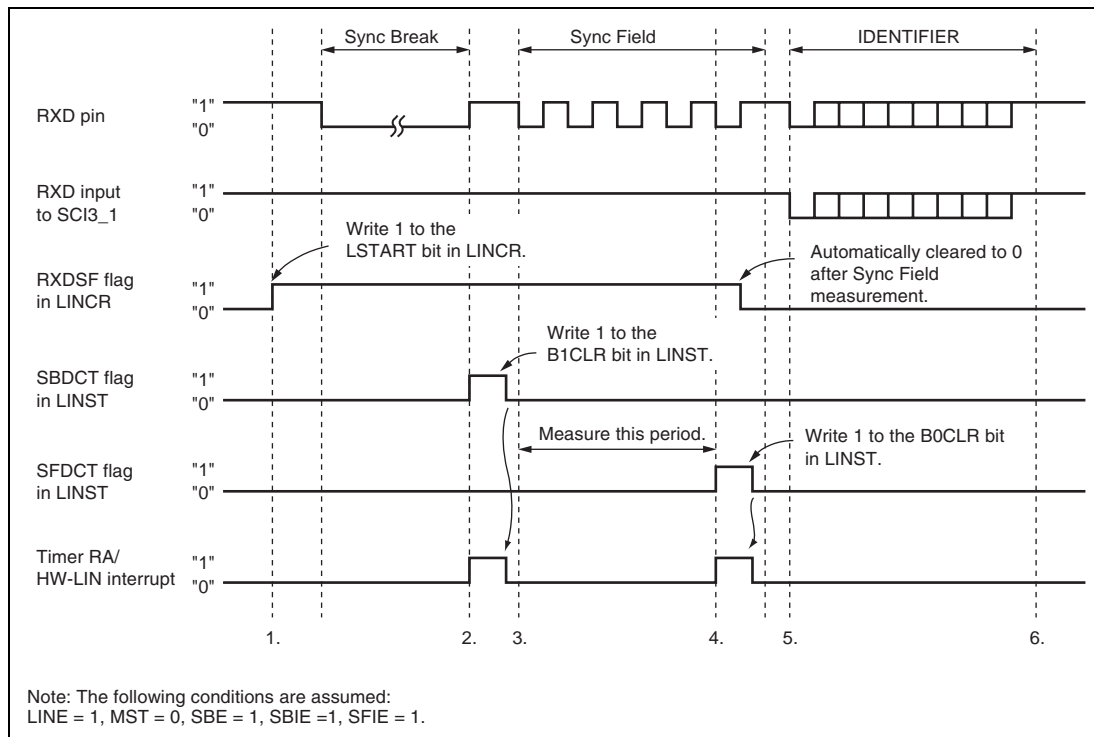 Sync Break
Sync Field
IDENTIFIER
RXD pin
"1"
"0"
RXD input
to SCI3_1
"1"
"0"
Write 1 to the
LSTART bit in LINCR.
Automatically cleared to 0
after Sync Field
measurement.
RXDSF flag
in LINCR
"1"
"0"
Write 1 to the
B1CLR bit in LINST.
SBDCT flag
in LINST
"1"
"0"
Measure this period.
Write 1 to the B0CLR bit
in LINST.
SFDCT flag
in LINST
"1"
"0"
Timer RA/
HW-LIN interrupt
"1"
"0"
1.
2.
3.
4.
5.
6.
Note: The following conditions are assumed:
LINE = 1, MST = 0, SBE = 1, SBIE =1, SFIE = 1.